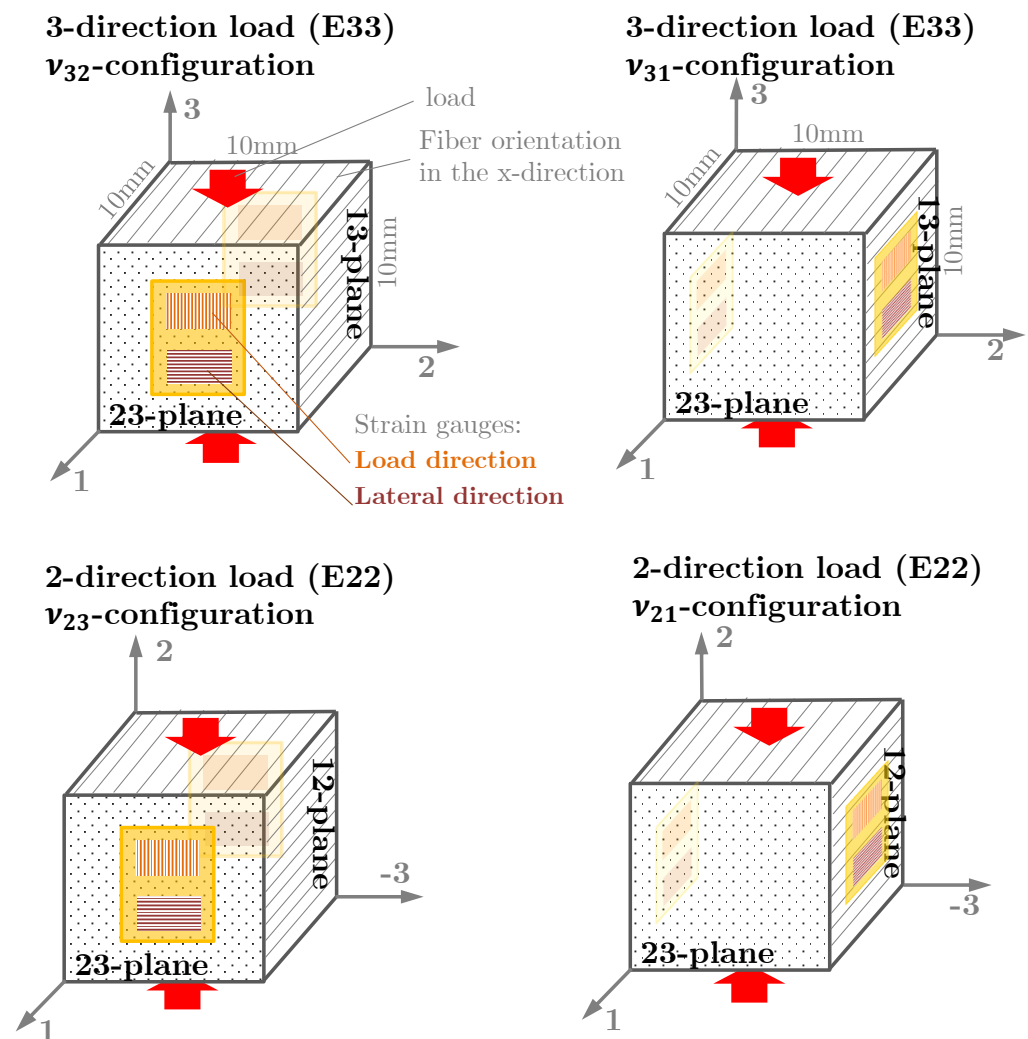 3-direction load (E33)
ν₃₂-configuration
3
load
10mm
Fiber orientation
in the x-direction
10mm
13-plane
10mm
2
23-plane
1
Strain gauges:
Load direction
Lateral direction
3-direction load (E33)
ν₃₁-configuration
3
10mm
10mm
13-plane
10mm
2
23-plane
1
2-direction load (E22)
ν₂₃-configuration
2
12-plane
-3
23-plane
1
2-direction load (E22)
ν₂₁-configuration
2
12-plane
-3
23-plane
1